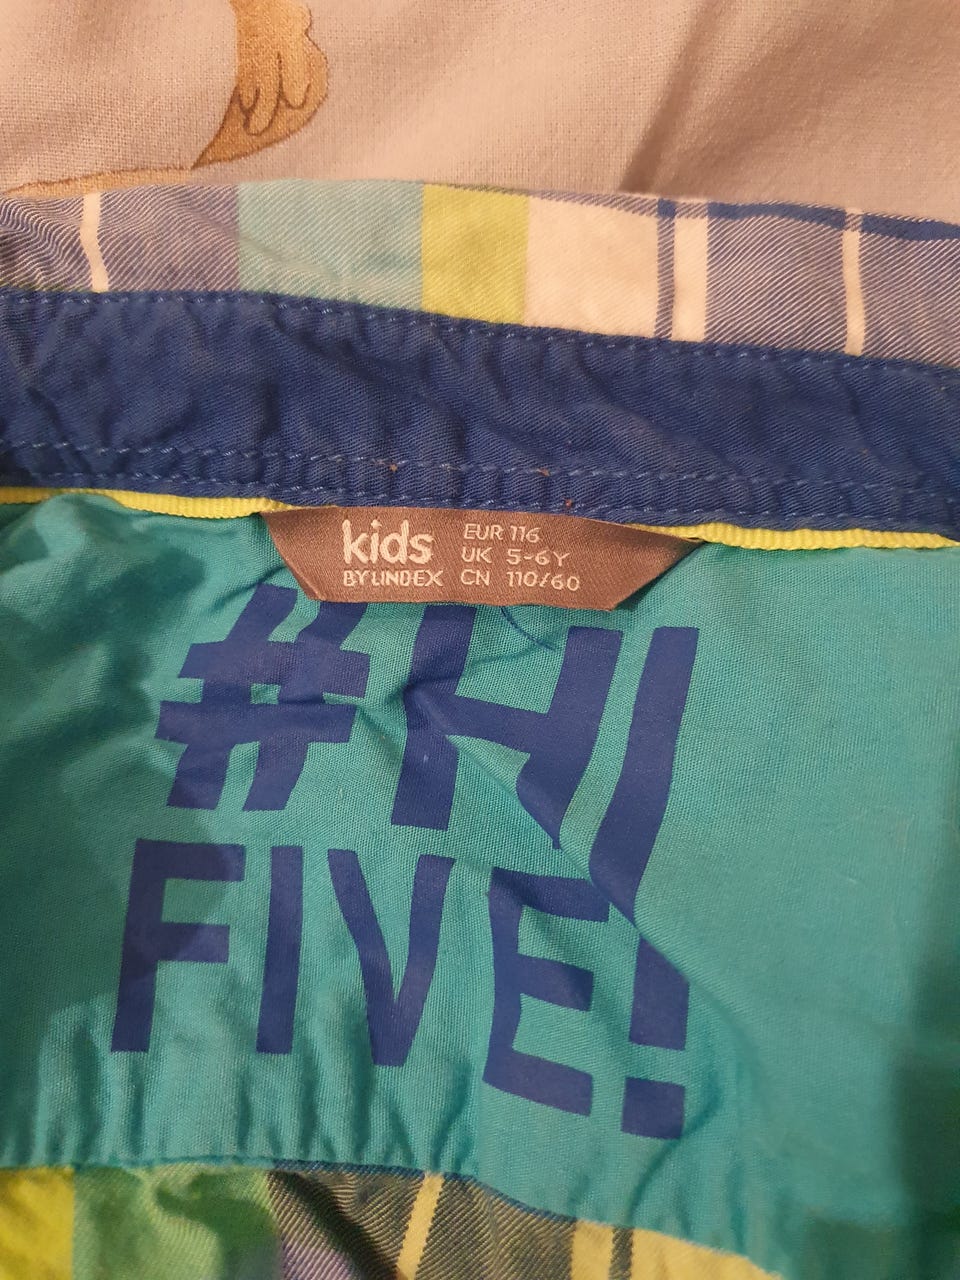 kids
BY LINDEX
EUR 116
UK 5-6Y
CN 110/60
#HI
FIVE!